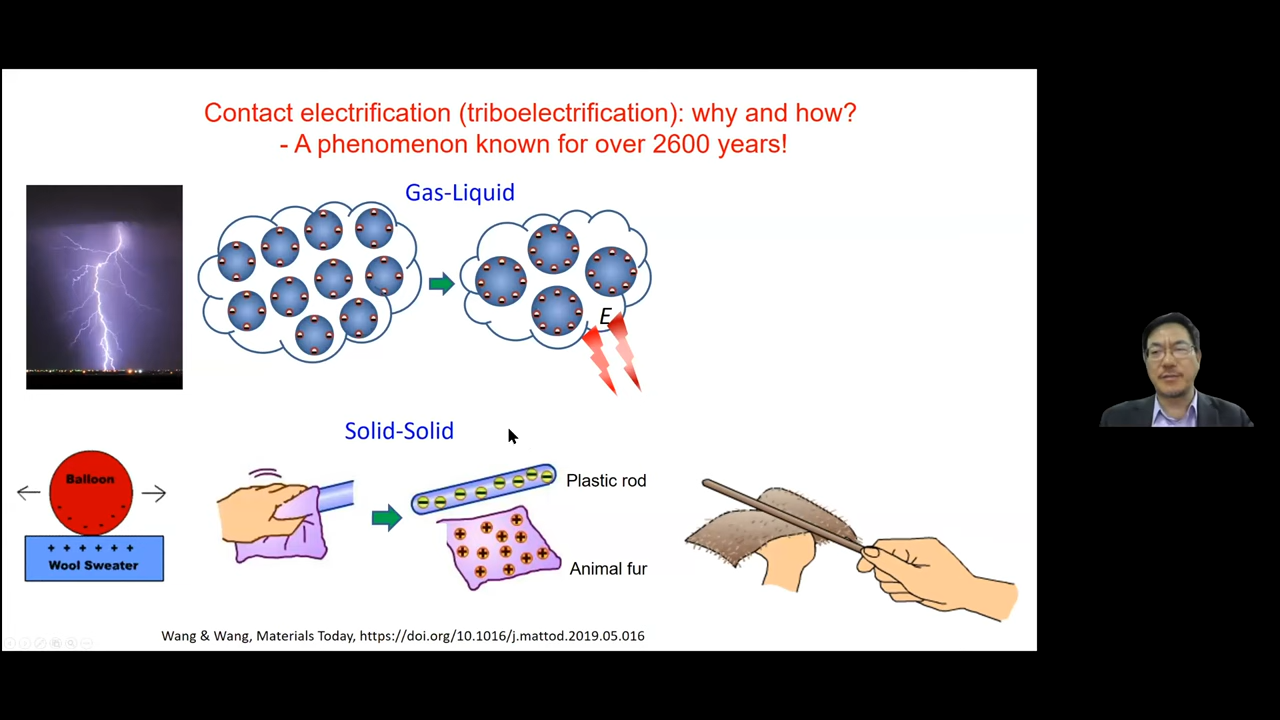 Contact electrification (triboelectrification): why and how?
- A phenomenon known for over 2600 years!
Gas-Liquid
E
Solid-Solid
Balloon
- - - - -
+ + + + + +
Wool Sweater
Plastic rod
Animal fur
Wang & Wang, Materials Today, https://doi.org/10.1016/j.mattod.2019.05.016